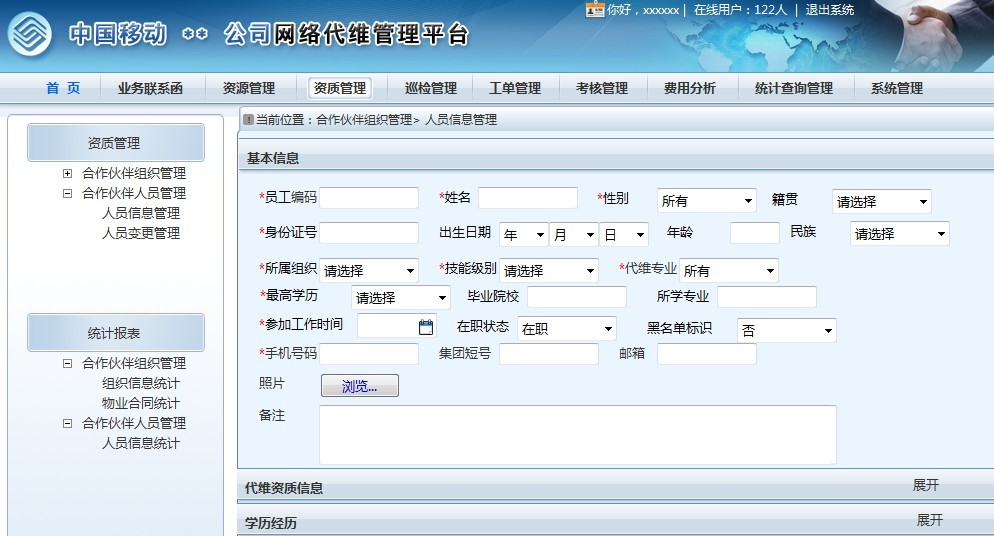 你好，xxxxxx | 在线用户：122人 | 退出系统
中国移动 ** 公司网络代维管理平台
首 页 业务联系函 资源管理 资质管理 巡检管理 工单管理 考核管理 费用分析 统计查询管理 系统管理
当前位置：合作伙伴组织管理> 人员信息管理
资质管理
合作伙伴组织管理
合作伙伴人员管理
人员信息管理
人员变更管理
统计报表
合作伙伴组织管理
组织信息统计
物业合同统计
合作伙伴人员管理
人员信息统计
基本信息
*员工编码 *姓名 *性别 所有 籍贯 请选择
*身份证号 出生日期 年 月 日 年龄 民族 请选择
*所属组织 请选择 *技能级别 请选择 *代维专业 所有
*最高学历 请选择 毕业院校 所学专业
*参加工作时间 在职状态 在职 黑名单标识 否
*手机号码 集团短号 邮箱
照片 浏览...
备注
代维资质信息 展开
学历经历 展开